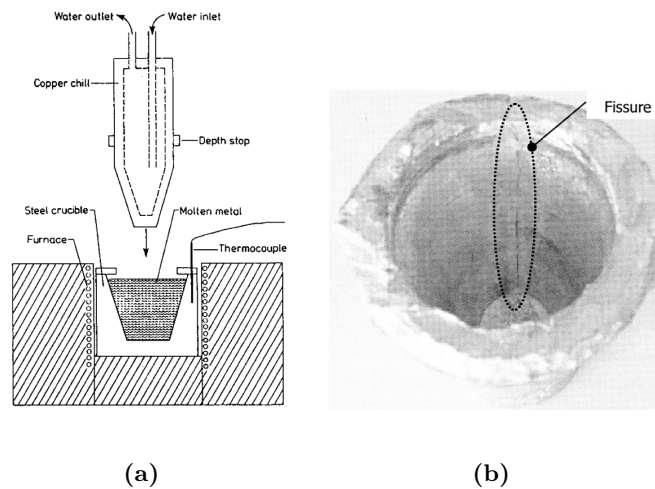 Water outlet
Water inlet
Copper chill
Depth stop
Steel crucible
Molten metal
Furnace
Thermocouple
Fissure
(a)
(b)